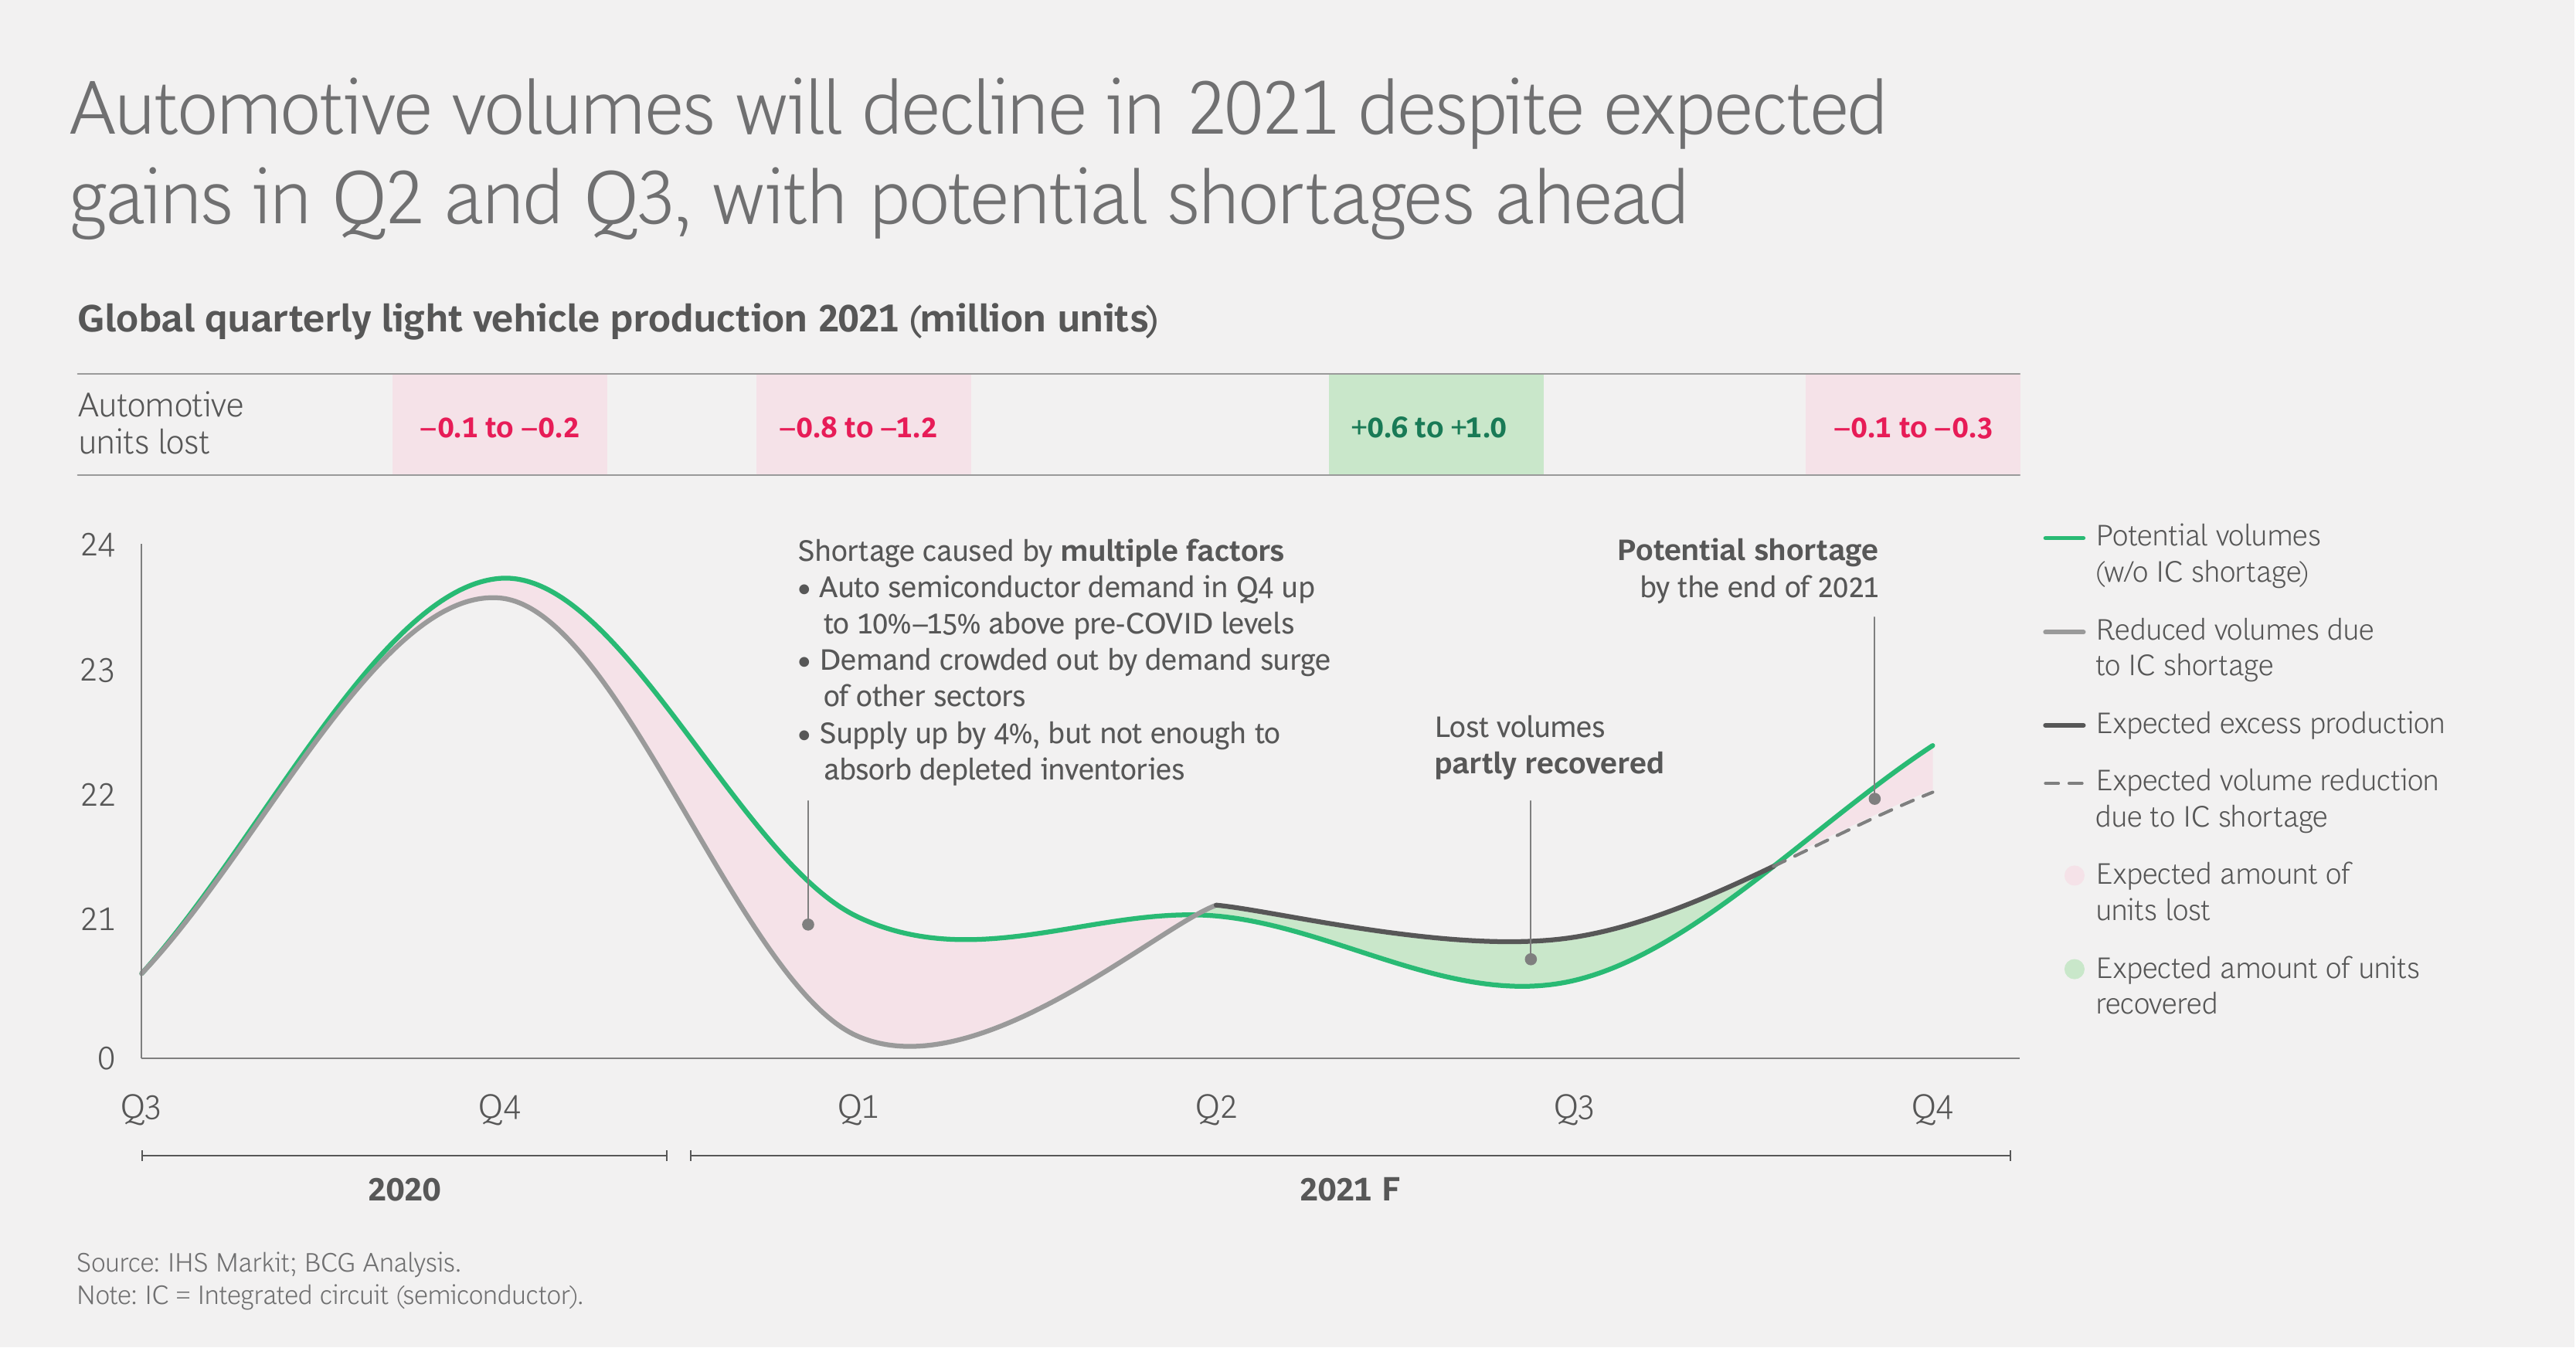 Automotive volumes will decline in 2021 despite expected
gains in Q2 and Q3, with potential shortages ahead
Global quarterly light vehicle production 2021 (million units)
Automotive
units lost
–0.1 to –0.2
–0.8 to –1.2
+0.6 to +1.0
–0.1 to –0.3
24
23
22
21
0
Shortage caused by multiple factors
• Auto semiconductor demand in Q4 up
to 10%–15% above pre-COVID levels
• Demand crowded out by demand surge
of other sectors
• Supply up by 4%, but not enough to
absorb depleted inventories
Lost volumes
partly recovered
Potential shortage
by the end of 2021
Potential volumes
(w/o IC shortage)
Reduced volumes due
to IC shortage
Expected excess production
Expected volume reduction
due to IC shortage
Expected amount of
units lost
Expected amount of units
recovered
Q3
Q4
Q1
Q2
Q3
Q4
2020
2021 F
Source: IHS Markit; BCG Analysis.
Note: IC = Integrated circuit (semiconductor).